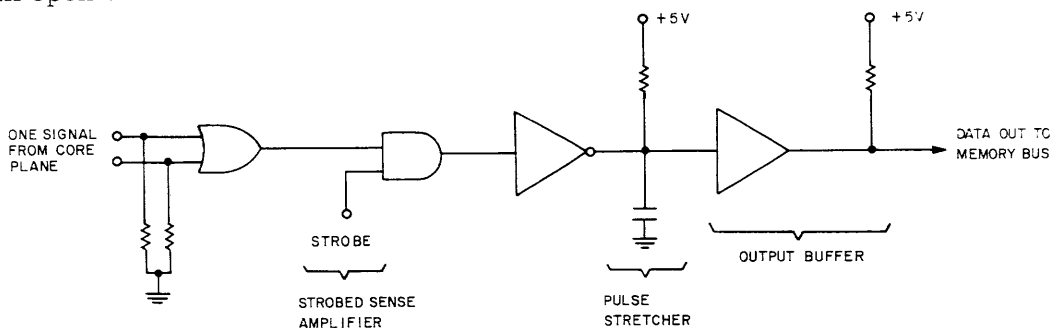 +5V
+5V
ONE SIGNAL
FROM CORE
PLANE
DATA OUT TO
MEMORY BUS
STROBE
OUTPUT BUFFER
STROBED SENSE
AMPLIFIER
PULSE
STRETCHER